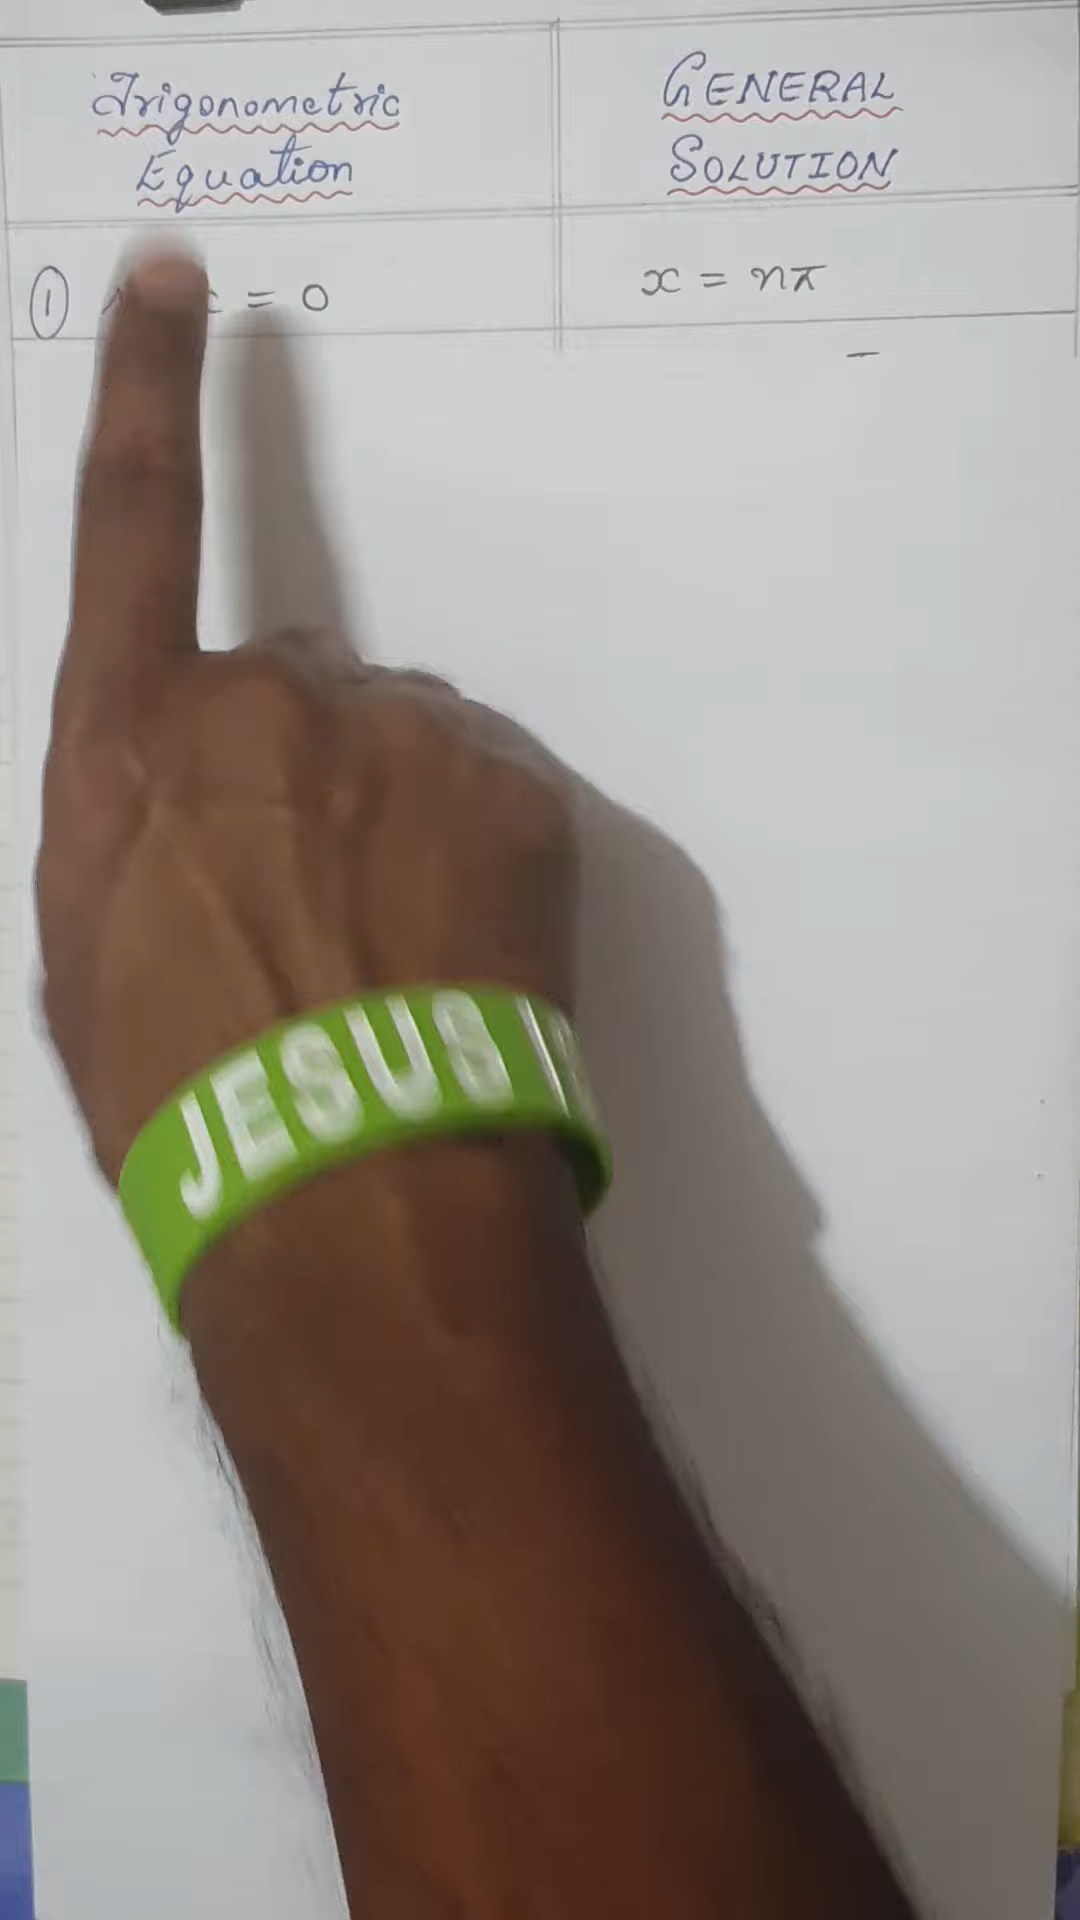 Trigonometric
Equation
GENERAL
SOLUTION
① = 0
x = nπ
JESUS